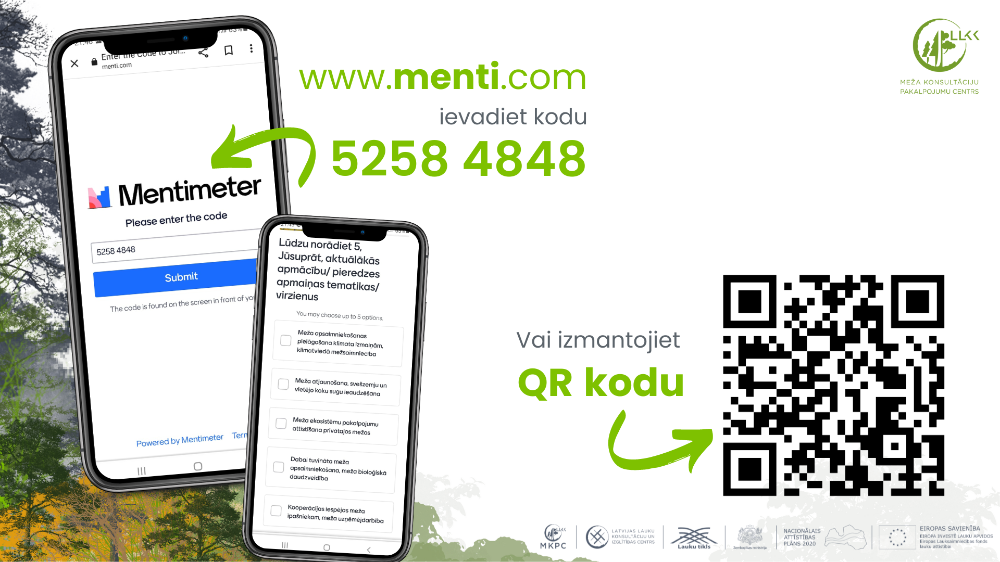 Enter the Code to Joi...
menti.com
Mentimeter
Please enter the code
5258 4848
Submit
The code is found on the screen in front of you
Powered by Mentimeter
www.menti.com
ievadiet kodu
5258 4848
Lūdzu norādiet 5,
Jūsuprāt, aktuālākās
apmācību/ pieredzes
apmaiņas tematikas/
virzienus
You may choose up to 5 options.
Meža apsaimniekošanas
pielāgošana klimata izmaiņām,
klimatviedā mežsaimniecība
Meža atjaunošana, svešzemju un
vietējo koku sugu ieaudzēšana
Meža ekosistēmu pakalpojumu
attīstīšana privātajos mežos
Dabai tuvināta meža
apsaimniekošana, meža bioloģiskā
daudzveidība
Kooperācijas iespējas meža
īpašniekam, meža uzņēmējdarbība
LLKK
MEŽA KONSULTĀCIJU
PAKALPOJUMU CENTRS
Vai izmantojiet
QR kodu
LLKK
MKPC
LATVIJAS LAUKU
KONSULTĀCIJU UN
IZGLĪTĪBAS CENTRS
Lauku tīkls
Zemkopības ministrija
NACIONĀLAIS
ATTĪSTĪBAS
PLĀNS 2020
EIROPAS SAVIENĪBA
EIROPA INVESTĒ LAUKU APVIDOS
Eiropas Lauksaimniecības fonds
lauku attīstībai